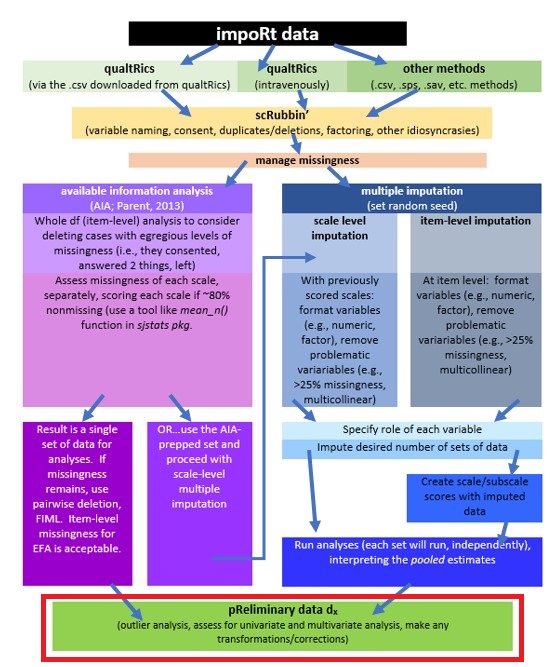 impoRt data
qualtRics
(via the .csv downloaded from qualtRics)
qualtRics
(intravenously)
other methods
(.csv, .sps, .sav, etc. methods)
scRubbin’
(variable naming, consent, duplicates/deletions, factoring, other idiosyncrasies)
manage missingness
available information analysis
(AIA; Parent, 2013)
Whole df (item-level) analysis to consider
deleting cases with egregious levels of
missingness (i.e., they consented,
answered 2 things, left)
Assess missingness of each scale,
separately, scoring each scale if ~80%
nonmissing (use a tool like mean_n()
function in sjstats pkg.
multiple imputation
(set random seed)
scale level
imputation
With previously
scored scales:
format variables
(e.g., numeric,
factor), remove
problematic
varariables (e.g.,
>25% missingness,
multicollinear)
item-level imputation
At item level: format
variables (e.g., numeric,
factor), remove
problematic
varariables (e.g., >25%
missingness,
multicollinear)
Result is a single
set of data for
analyses. If
missingness
remains, use
pairwise deletion,
FIML. Item-level
missingness for
EFA is acceptable.
OR…use the AIA-
prepped set and
proceed with
scale-level
multiple
imputation
Specify role of each variable
Impute desired number of sets of data
Create scale/subscale
scores with imputed
data
Run analyses (each set will run, independently),
interpreting the pooled estimates
pReliminary data dx
(outlier analysis, assess for univariate and multivariate analysis, make any
transformations/corrections)